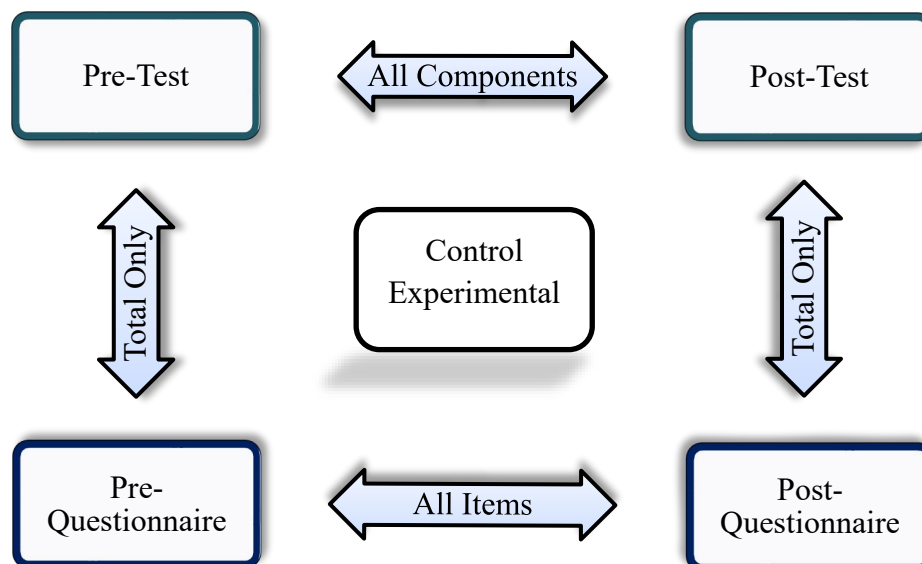 Pre-Test
All Components
Post-Test
Total Only
Control
Experimental
Total Only
Pre-
Questionnaire
All Items
Post-
Questionnaire